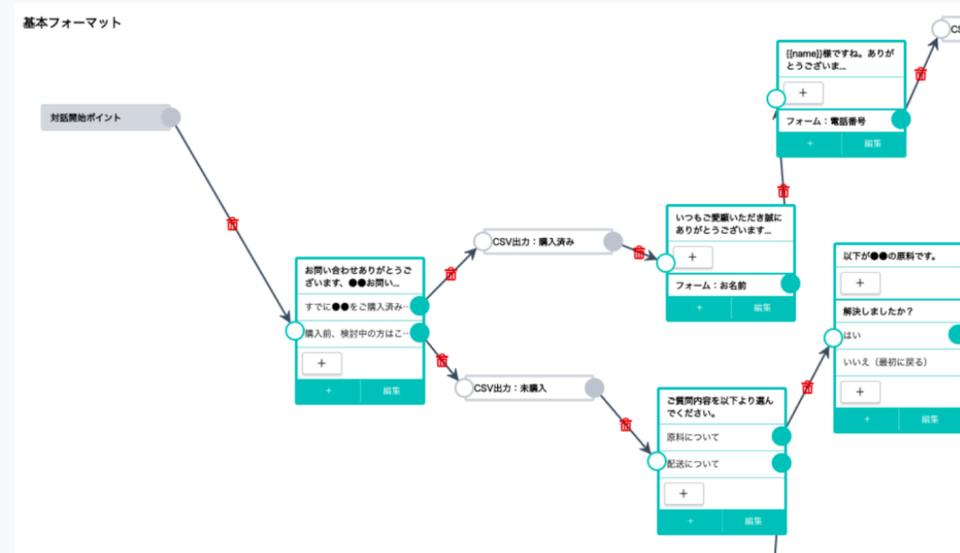 基本フォーマット
対話開始ポイント
お問い合わせありがとうご
ざいます、●●お問い...
すでに●●をご購入済み…
購入前、検討中の方はこ…
+
+ 編集
CSV出力：購入済み
CSV出力：未購入
いつもご愛顧いただき誠に
ありがとうございます...
+
フォーム：お名前
+ 編集
{{name}}様ですね。ありが
とうございま...
+
フォーム：電話番号
+ 編集
CS
ご質問内容を以下より選ん
でください。
原料について
配送について
+
+ 編集
以下が●●の原料です。
+
解決しましたか？
はい
いいえ（最初に戻る）
+
+ 編集